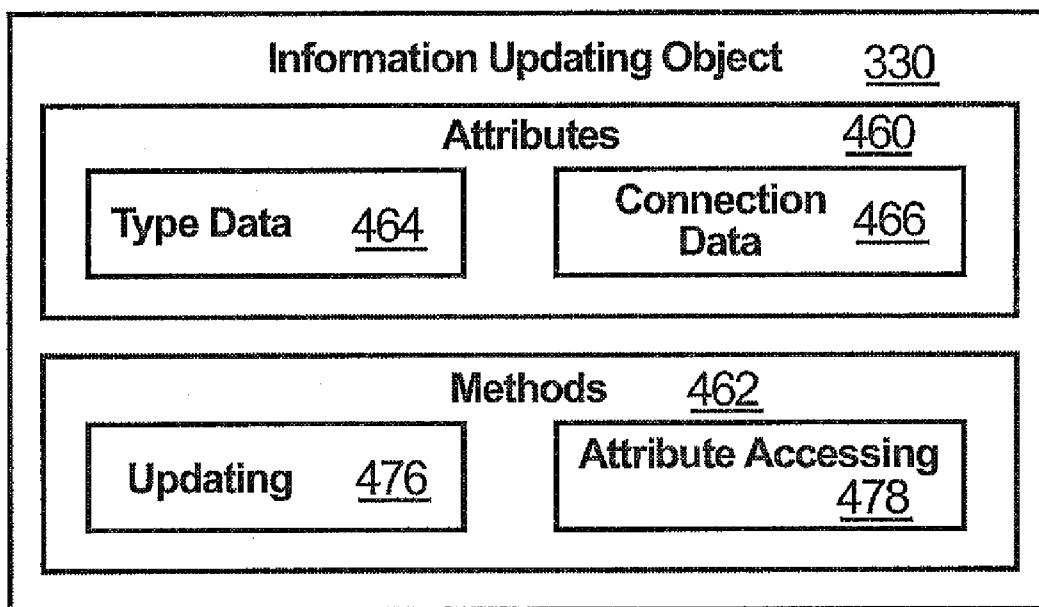 Information Updating Object 330
Attributes 460
Type Data 464
Connection
Data 466
Methods 462
Updating 476
Attribute Accessing
478